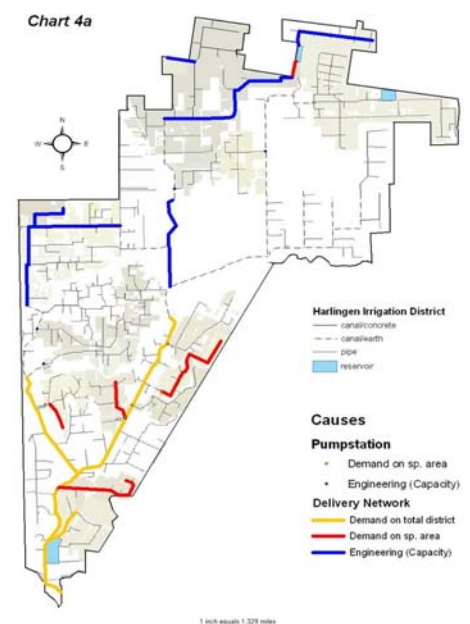 Chart 4a
N
W E
S
Harlingen Irrigation District
canal/concrete
canal/earth
pipe
reservoir
Causes
Pumpstation
Demand on sp. area
Engineering (Capacity)
Delivery Network
Demand on total district
Demand on sp. area
Engineering (Capacity)
1 inch equals 1.329 miles